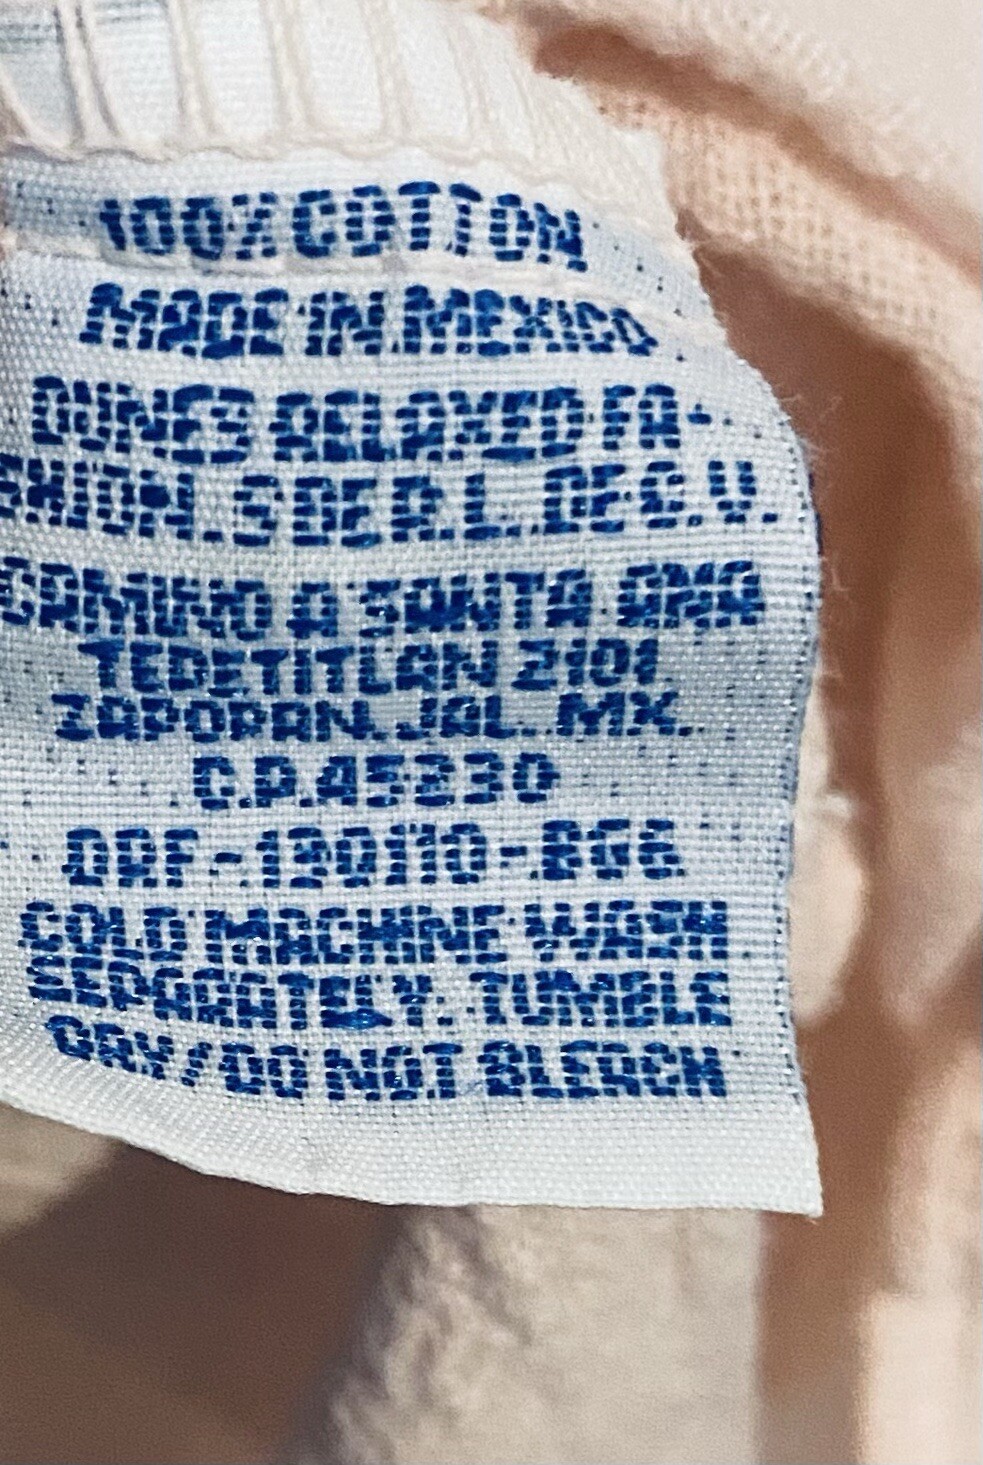 100% COTTON
MADE IN MEXICO
DUNES RELAXED FA-
SHION. S DE R.L. DE C.V.
CAMINO A SANTA ANA
TEPETITLAN 2101
ZAPOPAN. JAL. MX.
C.P. 45230
DRF-130110-BG6
COLD MACHINE WASH
SEPARATELY. TUMBLE
DRY/DO NOT BLEACH